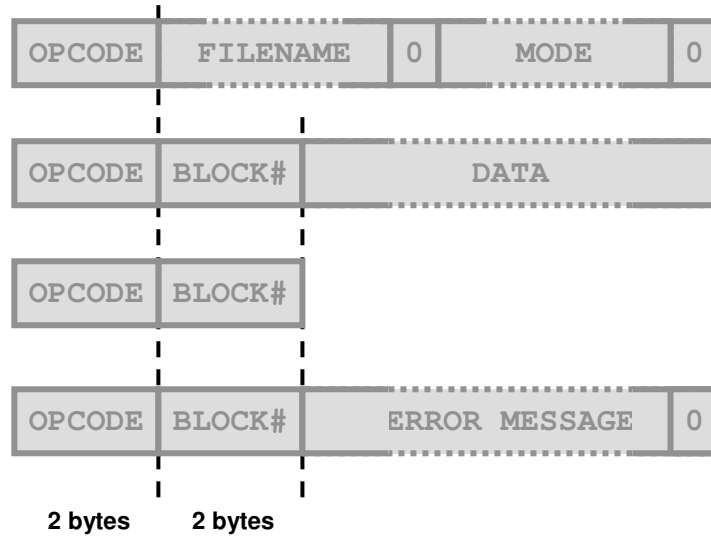 OPCODE FILENAME 0 MODE 0
OPCODE BLOCK# DATA
OPCODE BLOCK#
OPCODE BLOCK# ERROR MESSAGE 0
2 bytes 2 bytes